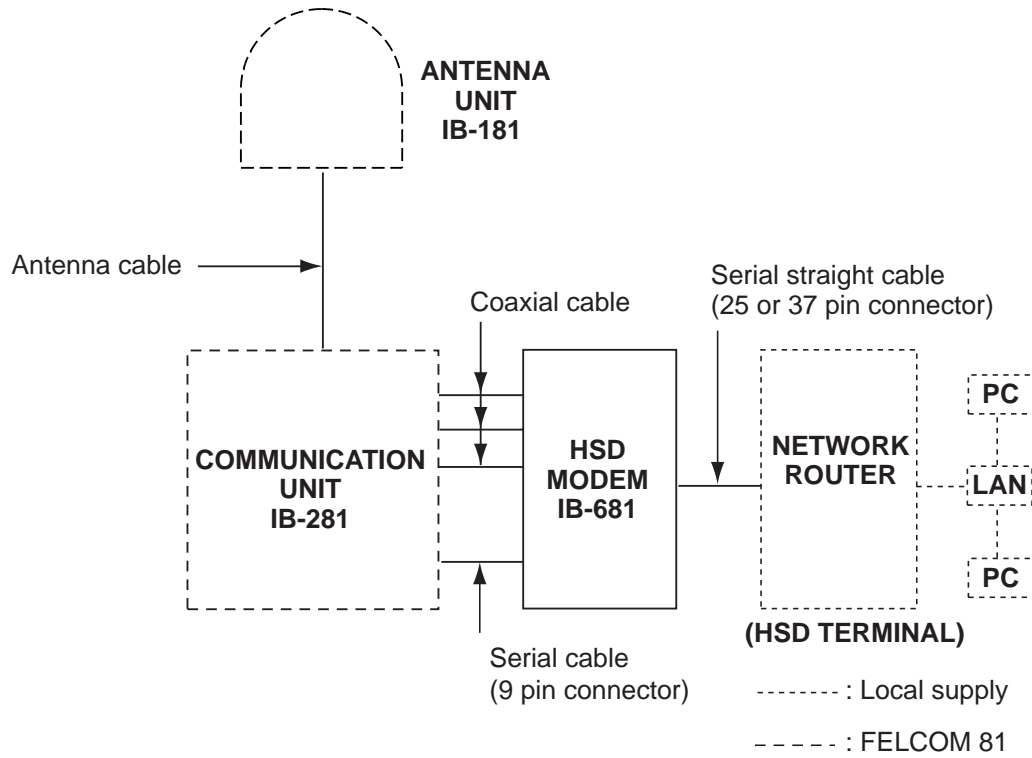 ANTENNA
UNIT
IB-181
Antenna cable
Coaxial cable
Serial straight cable
(25 or 37 pin connector)
COMMUNICATION
UNIT
IB-281
HSD
MODEM
IB-681
NETWORK
ROUTER
PC
LAN
PC
(HSD TERMINAL)
Serial cable
(9 pin connector)
: Local supply
: FELCOM 81